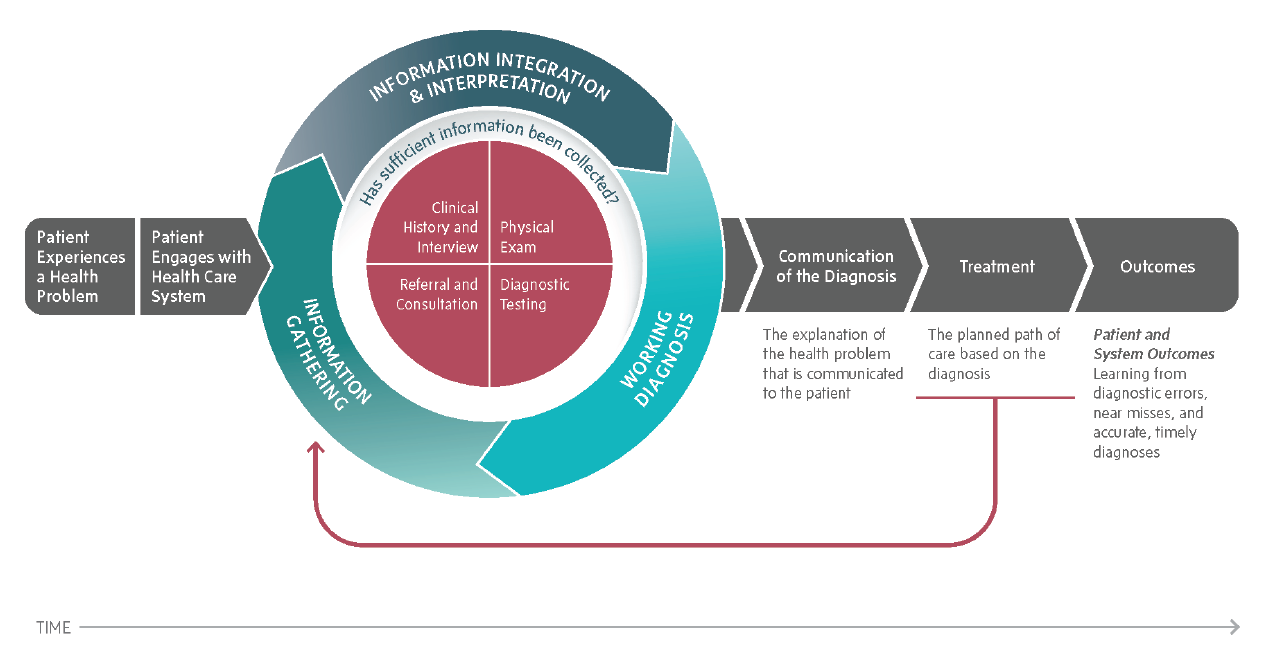 INFORMATION INTEGRATION
& INTERPRETATION
Has sufficient information been collected?
Clinical
History and
Interview
Physical
Exam
Referral and
Consultation
Diagnostic
Testing
INFORMATION
GATHERING
WORKING
DIAGNOSIS
Patient
Experiences
a Health
Problem
Patient
Engages with
Health Care
System
Communication
of the Diagnosis
Treatment
Outcomes
The explanation of
the health problem
that is communicated
to the patient
The planned path of
care based on the
diagnosis
Patient and
System Outcomes
Learning from
diagnostic errors,
near misses, and
accurate, timely
diagnoses
TIME